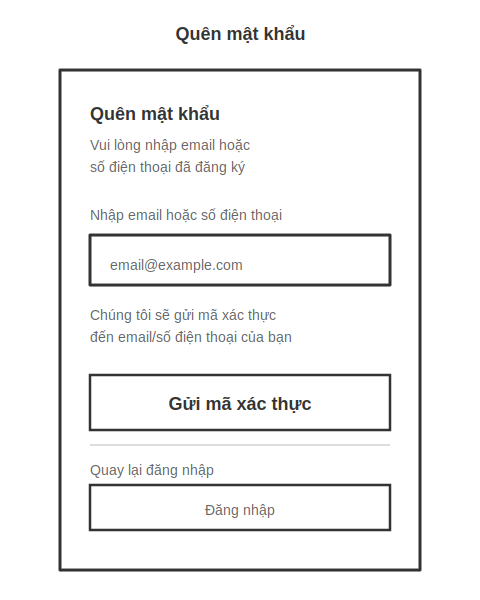 Quên mật khẩu
Quên mật khẩu
Vui lòng nhập email hoặc
số điện thoại đã đăng ký
Nhập email hoặc số điện thoại
email@example.com
Chúng tôi sẽ gửi mã xác thực
đến email/số điện thoại của bạn
Gửi mã xác thực
Quay lại đăng nhập
Đăng nhập